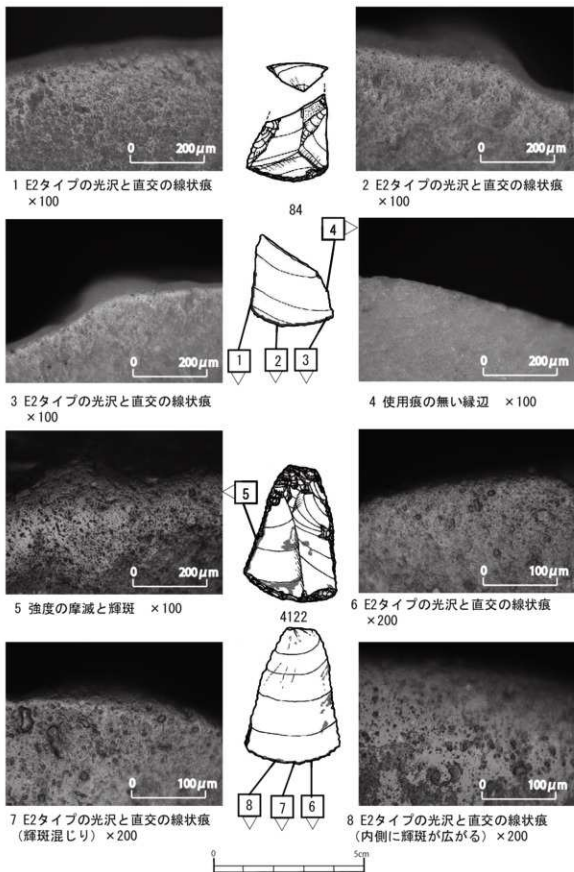 0 200μm
0 200μm
1 E2タイプの光沢と直交の線状痕
×100
84
2 E2タイプの光沢と直交の線状痕
×100
4
0 200μm
0 200μm
1 2 3
3 E2タイプの光沢と直交の線状痕
×100
4 使用痕の無い縁辺 ×100
5
0 200μm
0 100μm
5 強度の摩滅と輝斑 ×100
4122
6 E2タイプの光沢と直交の線状痕
×200
0 100μm
0 100μm
8 7 6
7 E2タイプの光沢と直交の線状痕
（輝斑混じり）×200
8 E2タイプの光沢と直交の線状痕
（内側に輝斑が広がる）×200
0 5cm